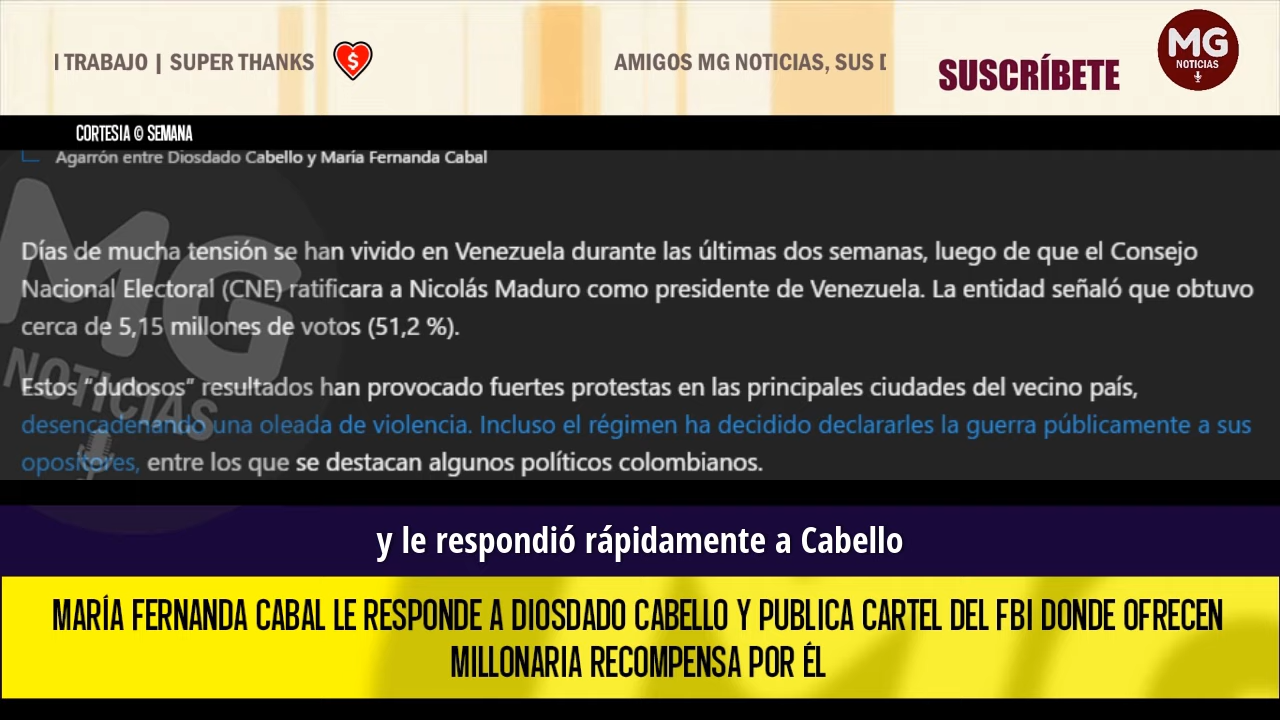 I TRABAJO | SUPER THANKS
AMIGOS MG NOTICIAS, SUS
SUSCRÍBETE
MG
NOTICIAS
CORTESIA © SEMANA
Agarrón entre Diosdado Cabello y María Fernanda Cabal
Días de mucha tensión se han vivido en Venezuela durante las últimas dos semanas, luego de que el Consejo
Nacional Electoral (CNE) ratificara a Nicolás Maduro como presidente de Venezuela. La entidad señaló que obtuvo
cerca de 5,15 millones de votos (51,2 %).
Estos “dudosos” resultados han provocado fuertes protestas en las principales ciudades del vecino país,
desencadenando una oleada de violencia. Incluso el régimen ha decidido declararles la guerra públicamente a sus
opositores, entre los que se destacan algunos políticos colombianos.
MG
NOTICIAS
y le respondió rápidamente a Cabello
MARÍA FERNANDA CABAL LE RESPONDE A DIOSDADO CABELLO Y PUBLICA CARTEL DEL FBI DONDE OFRECEN
MILLONARIA RECOMPENSA POR ÉL